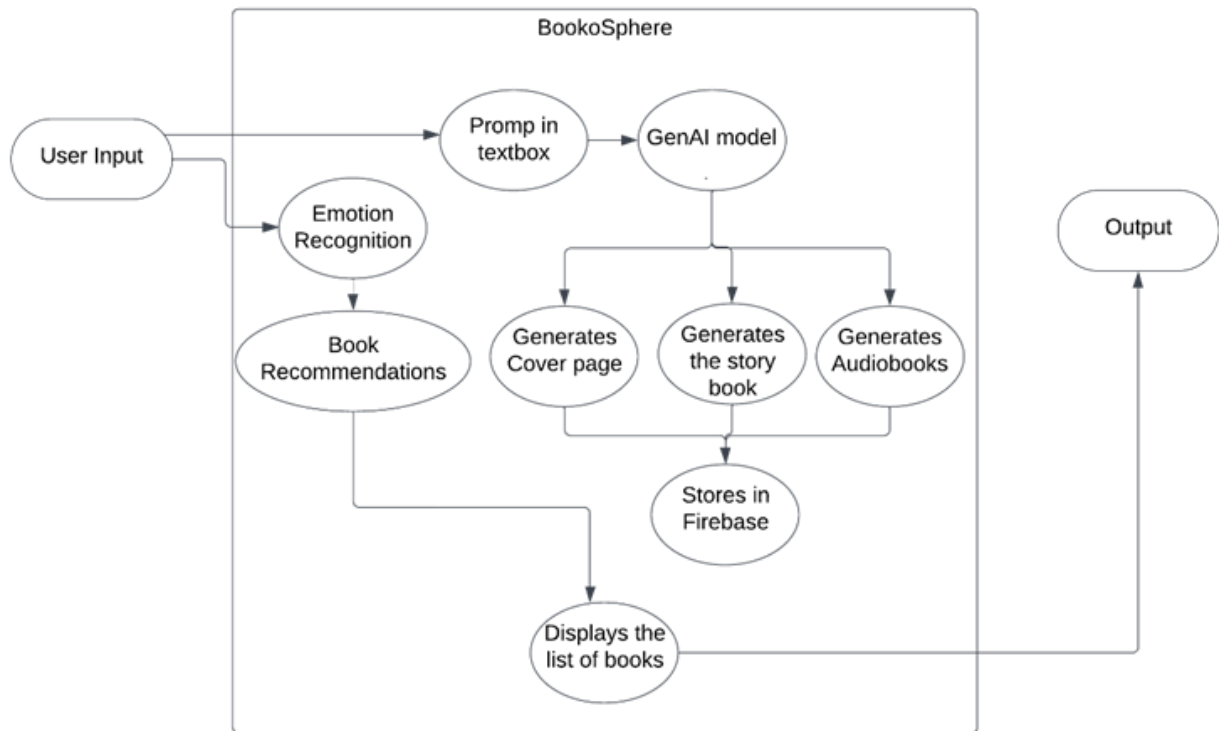 BookoSphere
User Input
Promp in
textbox
GenAI model
.
Emotion
Recognition
Output
Book
Recommendations
Generates
Cover page
Generates
the story
book
Generates
Audiobooks
Stores in
Firebase
Displays the
list of books